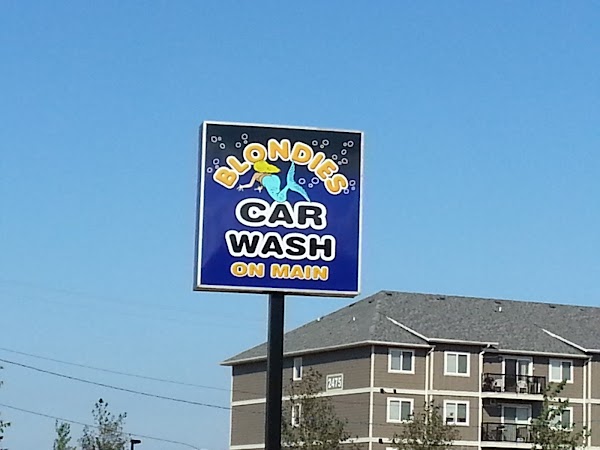 BLONDIES
CAR
WASH
ON MAIN
2475